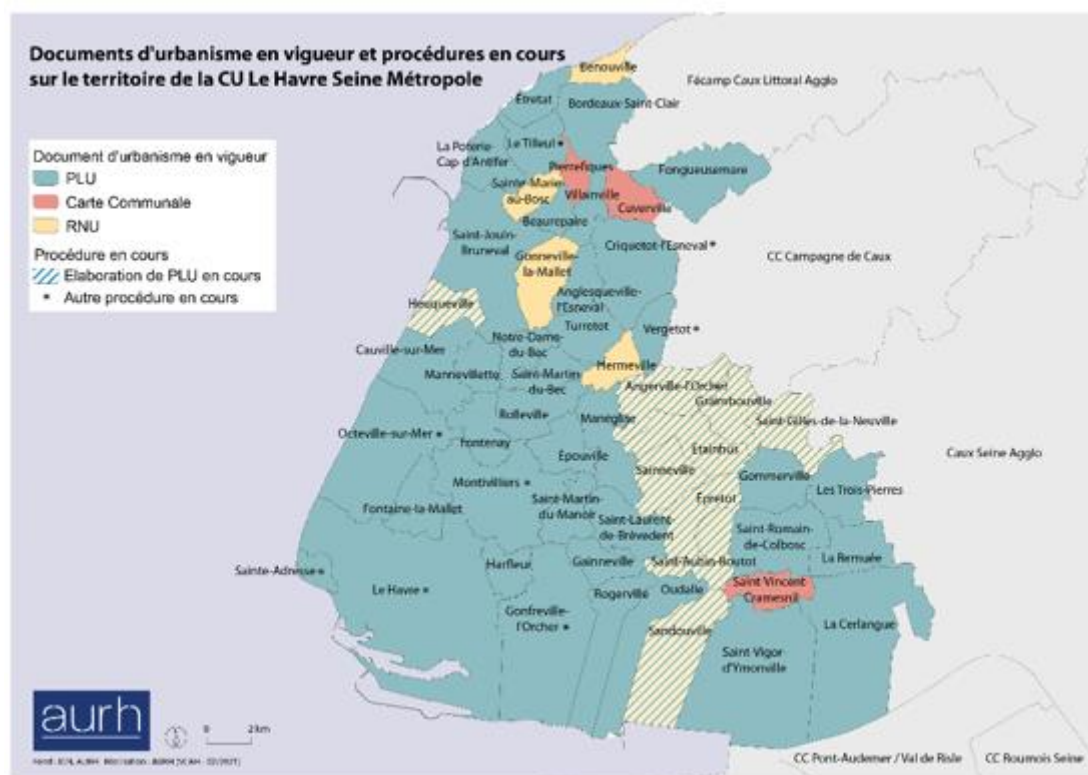 Documents d'urbanisme en vigueur et procédures en cours
sur le territoire de la CU Le Havre Seine Métropole
Document d'urbanisme en vigueur
PLU
Carte Communale
RNU
Procédure en cours
Elaboration de PLU en cours
* Autre procédure en cours
Bénouville
Fécamp Caux Littoral Agglo
Étretat
Bordeaux-Saint-Clair
Le Tilleul *
La Poterie-
Cap-d'Antifer
Pierrefiques
Fongueusemare
Sainte-Marie-
au-Bosc
Villainville
Cuverville
Beaurepaire
Saint-Jouin-
Bruneval
Criquetot-l'Esneval *
Gonneville-
la-Mallet
CC Campagne de Caux
Anglesqueville-
l'Esneval
Heuqueville
Turretot
Vergetot *
Notre-Dame-
du-Bec
Cauville-sur-Mer
Hermeville
Mannevillette
Saint-Martin-
du-Bec
Angerville-l'Orcher
Graimbouville
Rolleville
Manéglise
Saint-Gilles-de-la-Neuville
Octeville-sur-Mer *
Fontenay
Étainhus
Caux Seine Agglo
Épouville
Sainneville
Gommerville
Montivilliers *
Les Trois-Pierres
Épretot
Saint-Martin-
du-Manoir
Fontaine-la-Mallet
Saint-Laurent-
de-Brèvedent
Saint-Romain-
de-Colbosc
La Remuée
Sainte-Adresse *
Harfleur
Gainneville
Saint-Aubin-Routot
Le Havre *
Rogerville
Oudalle
Saint Vincent
Cramesnil
Gonfreville-
l'Orcher *
Sandouville
La Cerlangue
Saint Vigor
d'Ymonville
aurh
0 2 km
CC Pont-Audemer / Val de Risle
CC Roumois Seine